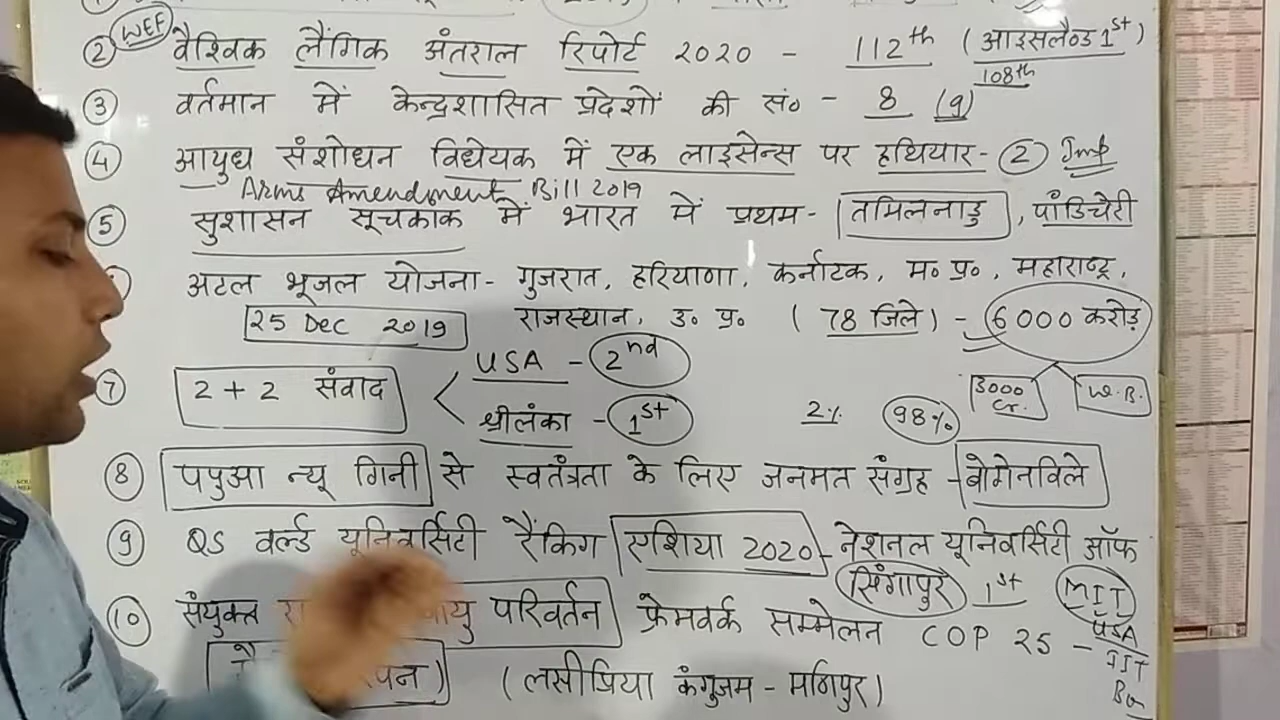 ② WEF वैश्विक लैंगिक अंतराल रिपोर्ट 2020 - 112th (आइसलैण्ड 1st)
108th
③ वर्तमान में केन्द्रशासित प्रदेशों की सं० - 8 (9)
④ आयुध संशोधन विधेयक में एक लाइसेन्स पर हथियार - ② Imp
Arms Amendment Bill 2019
⑤ सुशासन सूचकांक में भारत में प्रथम - तमिलनाडु, पांडिचेरी
अटल भूजल योजना - गुजरात, हरियाणा, कर्नाटक, म० प्र०, महाराष्ट्र,
25 Dec 2019 राजस्थान, उ० प्र० (78 जिले) - 6000 करोड़
⑦ 2 + 2 संवाद USA - 2nd
3000 Cr. W.B.
श्रीलंका - 1st 2% 98%
⑧ पपुआ न्यू गिनी से स्वतंत्रता के लिए जनमत संग्रह - बोगेनविले
⑨ QS वर्ल्ड यूनिवर्सिटी रैंकिंग एशिया 2020 - नेशनल यूनिवर्सिटी ऑफ
सिंगापुर 1st MIT
USA
⑩ संयुक्त परिवर्तन फ्रेमवर्क सम्मेलन COP 25 -
IIT
(लसीप्रिया कंगुजम - मणिपुर)